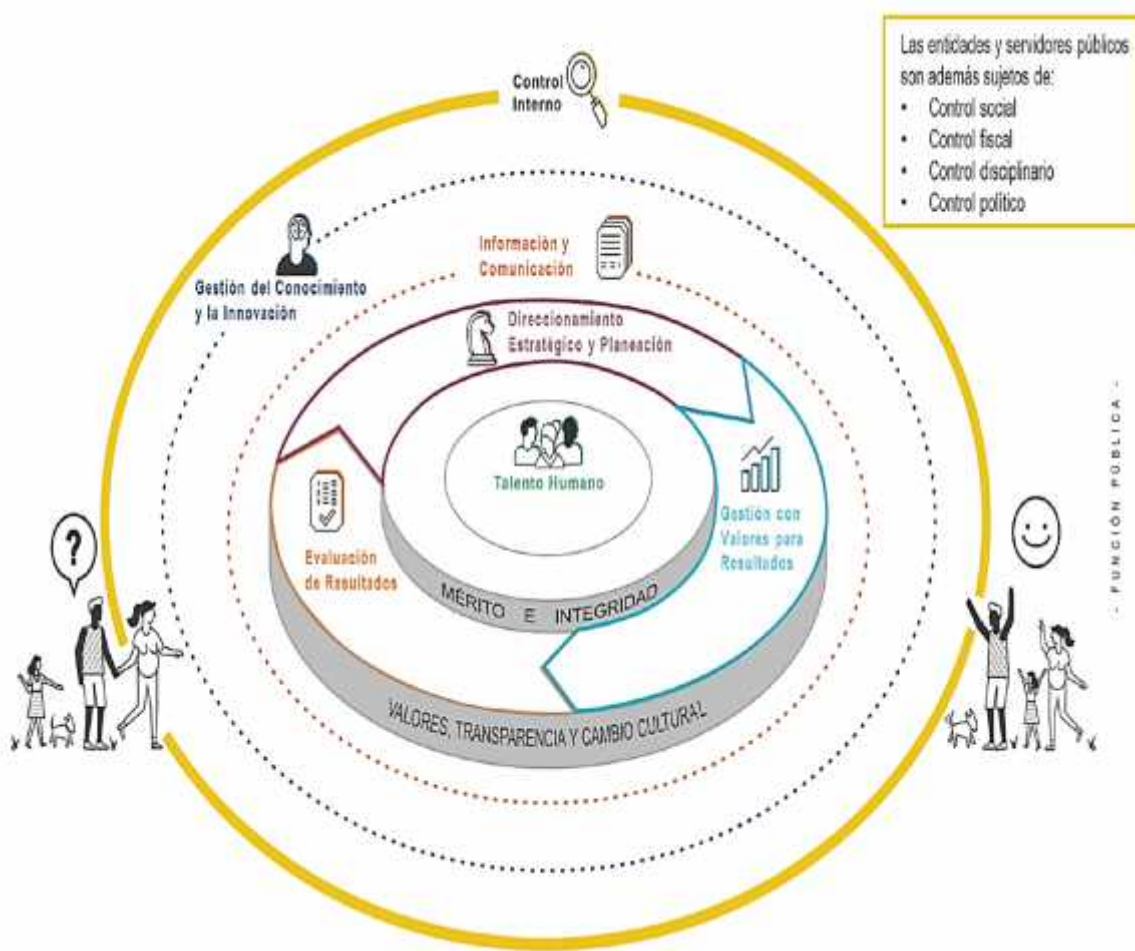 Control
Interno
Las entidades y servidores públicos
son además sujetos de:
• Control social
• Control fiscal
• Control disciplinario
• Control político
Información y
Comunicación
Gestión del Conocimiento
y la Innovación
Direccionamiento
Estratégico y Planeación
Talento Humano
Gestión con
Valores para
Resultados
Evaluación
de Resultados
MÉRITO E INTEGRIDAD
VALORES, TRANSPARENCIA Y CAMBIO CULTURAL
?
- FUNCIÓN PÚBLICA -